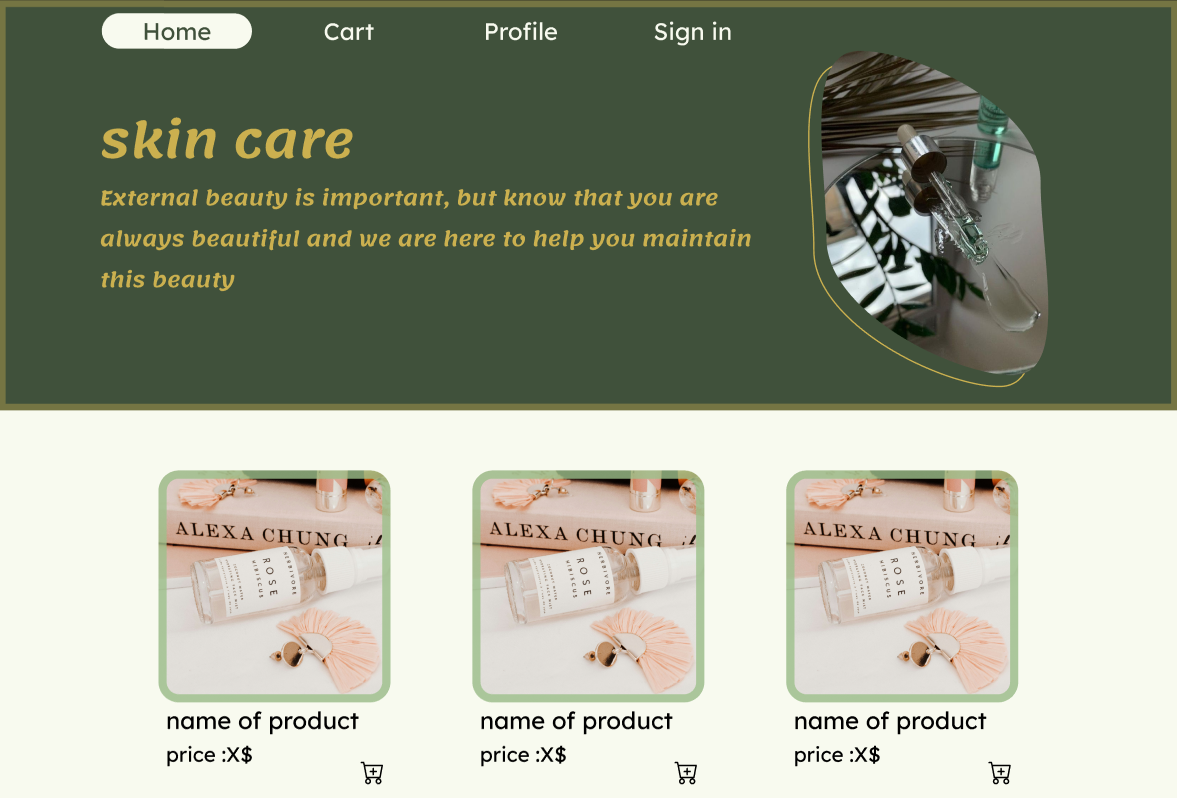 Home Cart Profile Sign in
skin care
External beauty is important, but know that you are
always beautiful and we are here to help you maintain
this beauty
ALEXA CHUNG
HERBIVORE
ROSE
HIBISCUS
ALEXA CHUNG
HERBIVORE
ROSE
HIBISCUS
ALEXA CHUNG
HERBIVORE
ROSE
HIBISCUS
name of product name of product name of product
price :X$ price :X$ price :X$